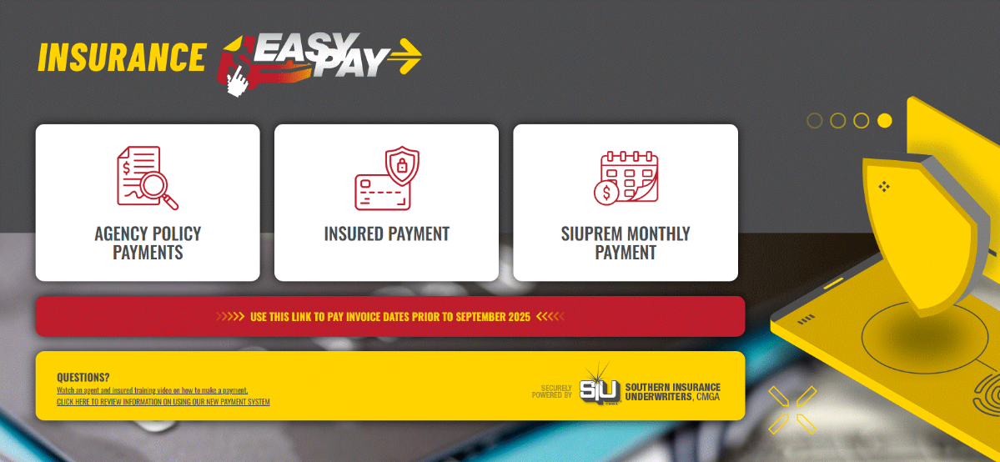 INSURANCE EASY PAY
AGENCY POLICY
PAYMENTS
INSURED PAYMENT
SIUPREM MONTHLY
PAYMENT
USE THIS LINK TO PAY INVOICE DATES PRIOR TO SEPTEMBER 2025
QUESTIONS?
Watch an agent and insured training video on how to make a payment.
CLICK HERE TO REVIEW INFORMATION ON USING OUR NEW PAYMENT SYSTEM
SECURELY
POWERED BY
SIU
SOUTHERN INSURANCE
UNDERWRITERS, CMGA